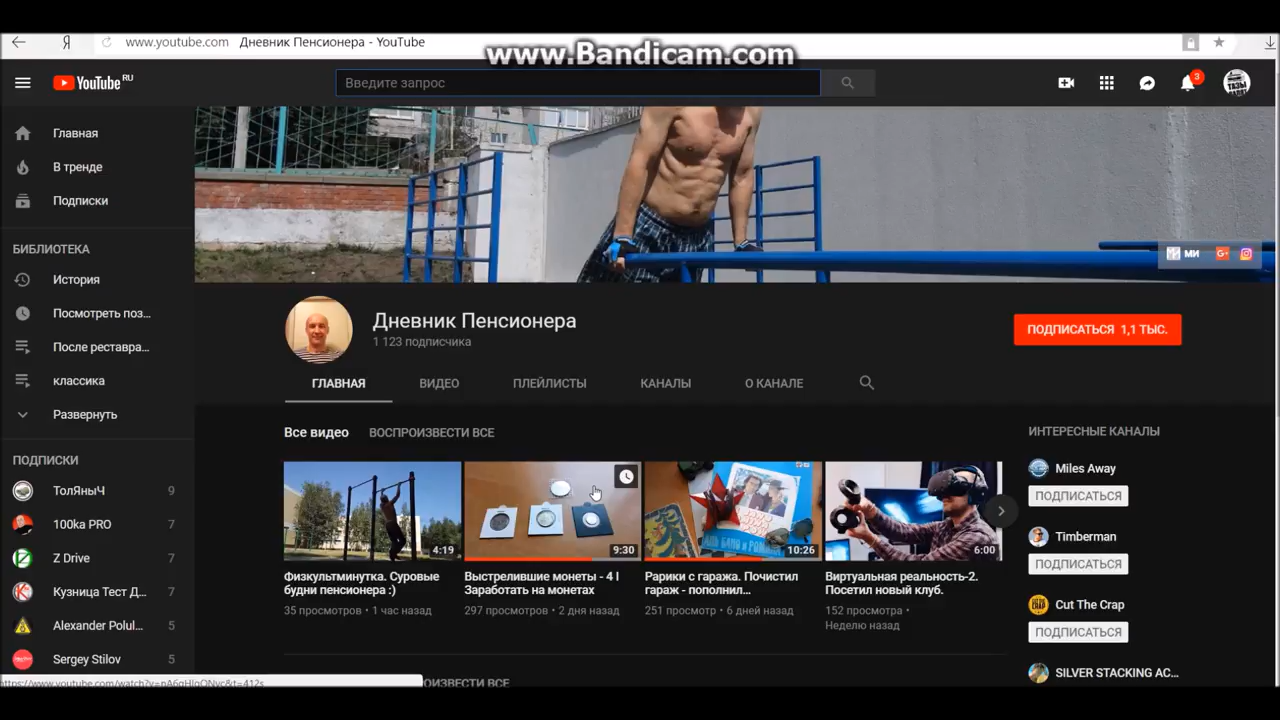 www.youtube.com Дневник Пенсионера - YouTube
www.Bandicam.com
YouTube RU
Введите запрос
3
Главная
В тренде
Подписки
БИБЛИОТЕКА
История
Посмотреть поз...
После реставра...
классика
Развернуть
ПОДПИСКИ
ТолЯныЧ 9
100ka PRO 7
Z Drive 7
Кузница Тест Д... 7
Alexander Polul... 5
Sergey Stilov 5
МИ
Дневник Пенсионера
1 123 подписчика
ПОДПИСАТЬСЯ 1,1 ТЫС.
ГЛАВНАЯ ВИДЕО ПЛЕЙЛИСТЫ КАНАЛЫ О КАНАЛЕ
Все видео ВОСПРОИЗВЕСТИ ВСЕ
4:19
Физкультминутка. Суровые
будни пенсионера :)
35 просмотров • 1 час назад
9:30
Выстрелившие монеты - 4 l
Заработать на монетах
297 просмотров • 2 дня назад
10:26
Рарики с гаража. Почистил
гараж - пополнил...
251 просмотр • 6 дней назад
6:00
Виртуальная реальность-2.
Посетил новый клуб.
152 просмотра •
Неделю назад
ИНТЕРЕСНЫЕ КАНАЛЫ
Miles Away
ПОДПИСАТЬСЯ
Timberman
ПОДПИСАТЬСЯ
Cut The Crap
ПОДПИСАТЬСЯ
SILVER STACKING AC...